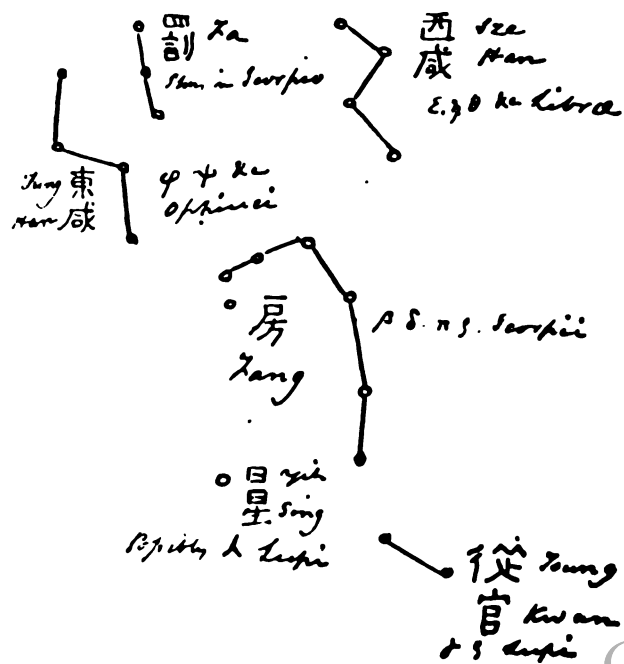 罰 Fa
Stars in Scorpio
西 Sze
咸 Han
ε. ξ θ &c Libræ
Tung 東
Han 咸
φ ψ &c
Ophiuci
房
Fang
β δ. π ρ. Scorpii
日 Yih
星 Sing
possibly λ Lupi
從 Tsung
官 Kwan
Lupi